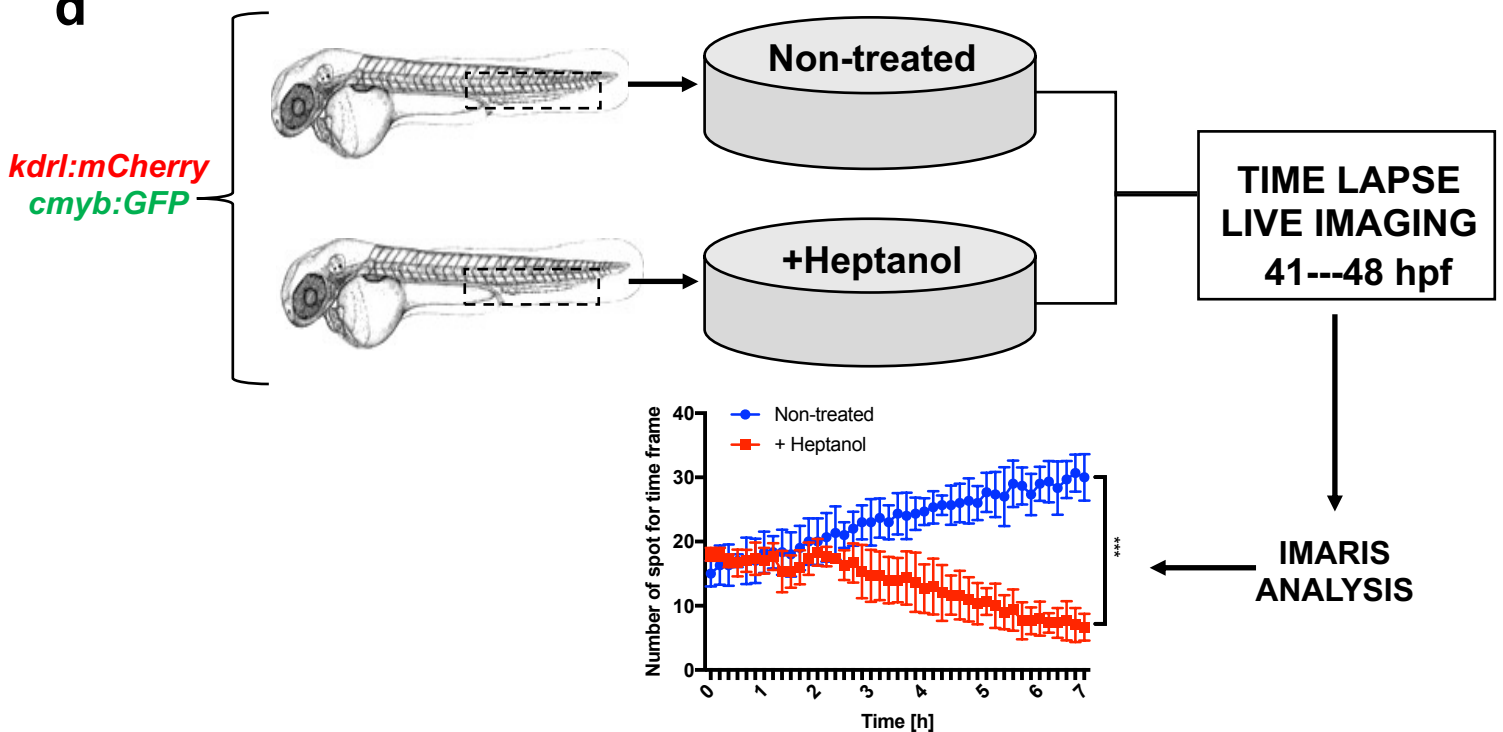 d
kdrl:mCherry
cmyb:GFP
Non-treated
+Heptanol
TIME LAPSE
LIVE IMAGING
41---48 hpf
IMARIS
ANALYSIS
Number of spot for time frame
40
30
20
10
0
Non-treated
+ Heptanol
***
0
1
2
3
4
5
6
7
Time [h]